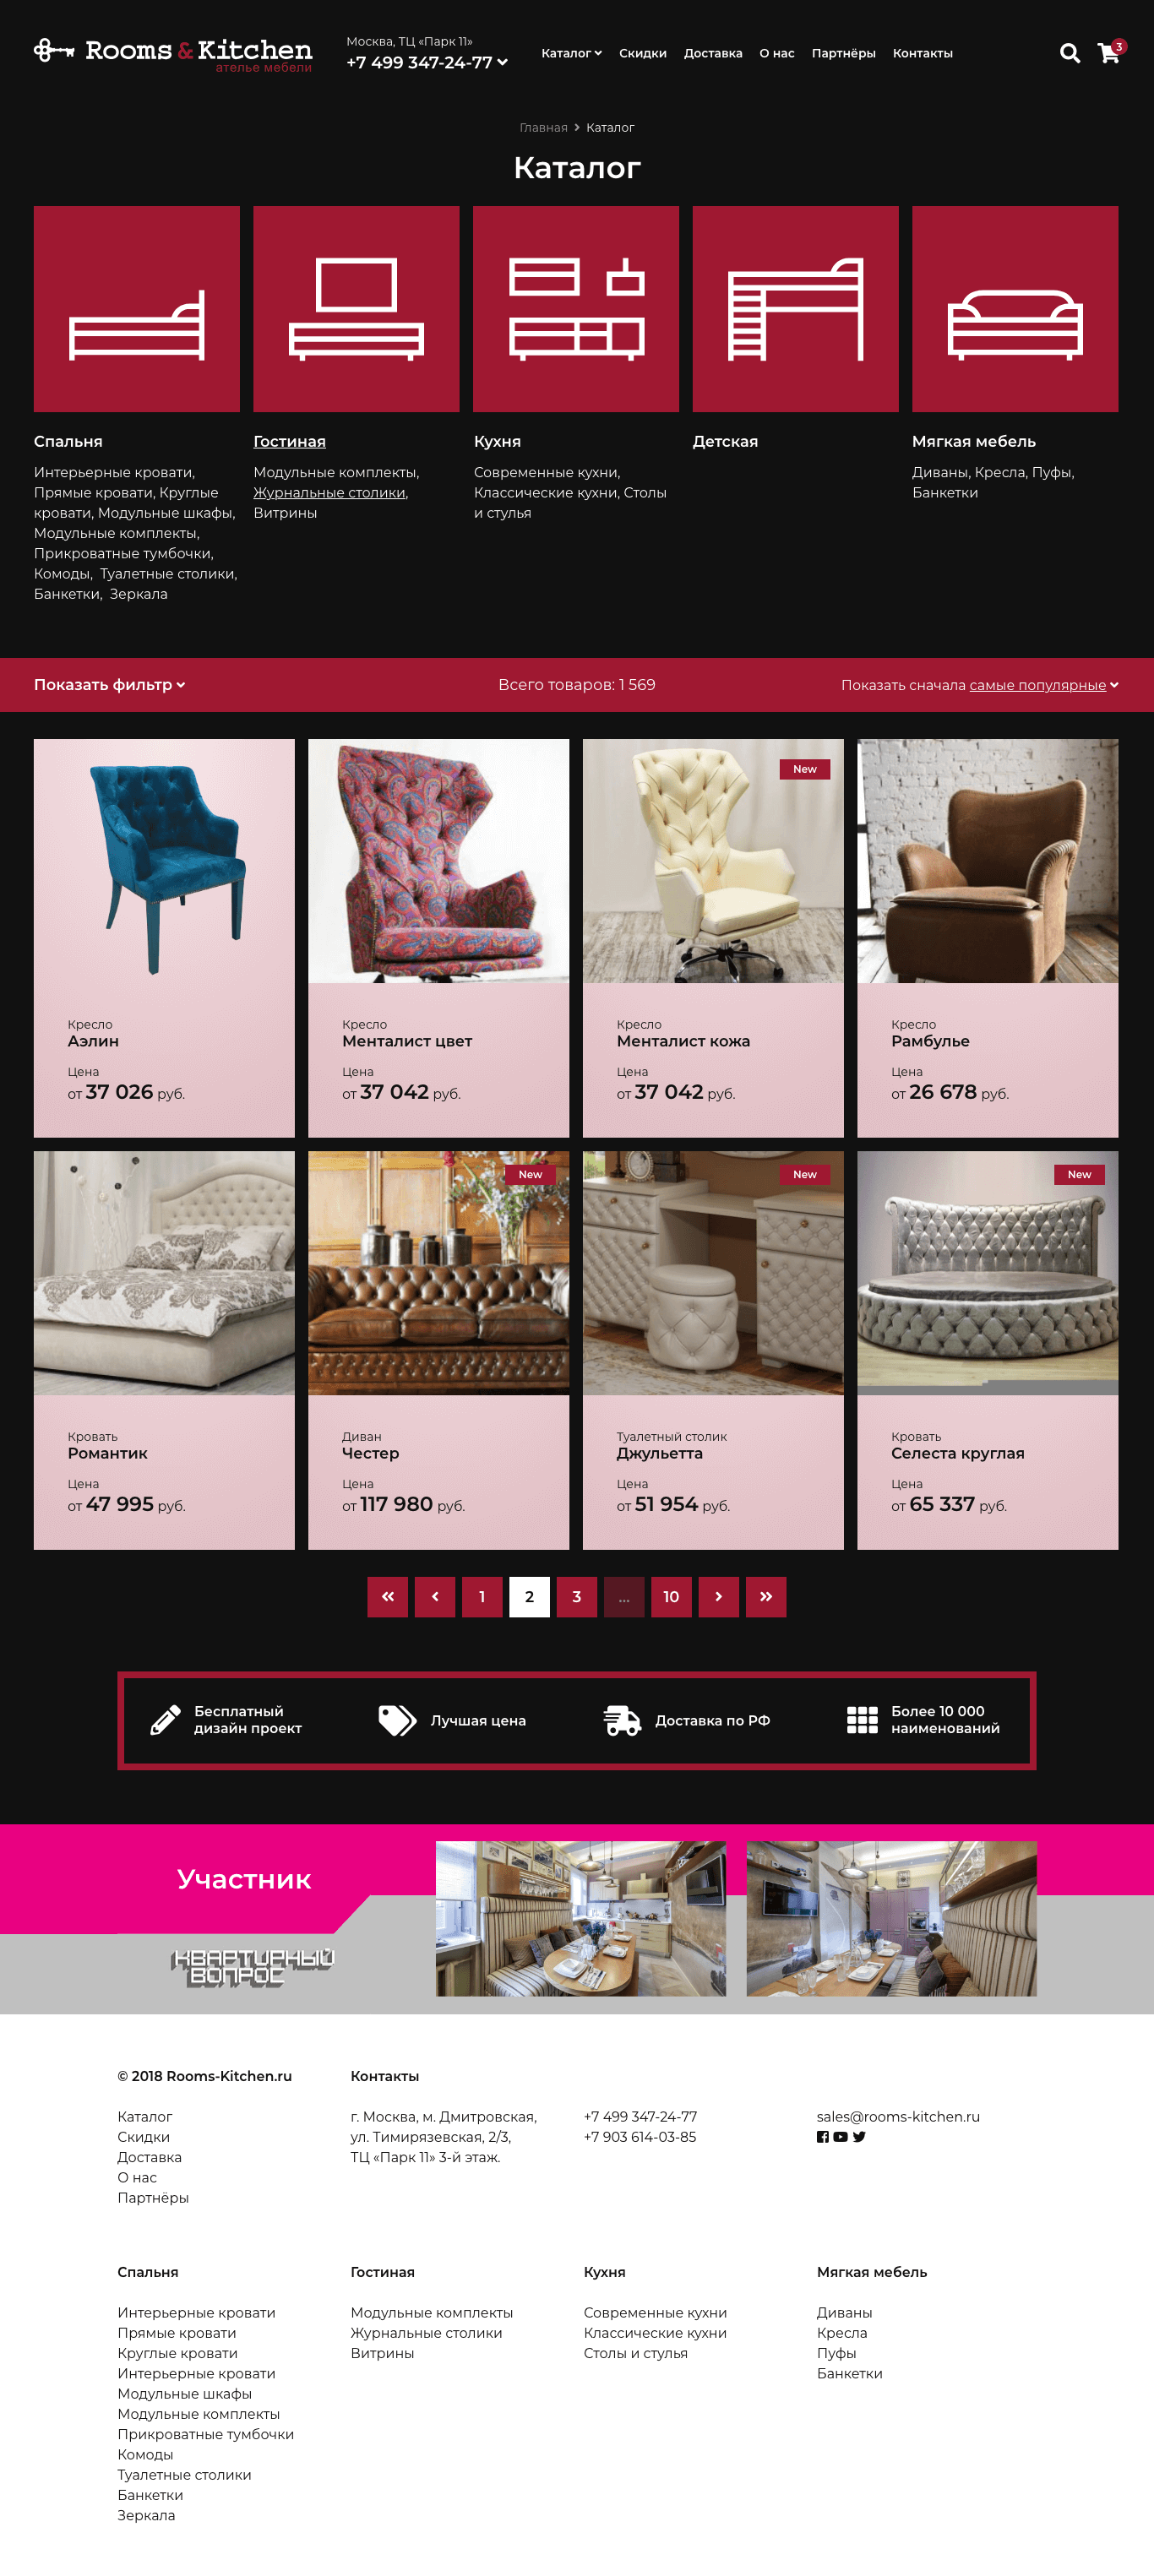 Rooms & Kitchen
ателье мебели
Москва, ТЦ «Парк 11»
+7 499 347-24-77
Каталог Скидки Доставка О нас Партнёры Контакты
3
Главная Каталог
Каталог
Спальня
Интерьерные кровати,
Прямые кровати, Круглые
кровати, Модульные шкафы,
Модульные комплекты,
Прикроватные тумбочки,
Комоды, Туалетные столики,
Банкетки, Зеркала
Гостиная
Модульные комплекты,
Журнальные столики,
Витрины
Кухня
Современные кухни,
Классические кухни, Столы
и стулья
Детская
Мягкая мебель
Диваны, Кресла, Пуфы,
Банкетки
Показать фильтр
Всего товаров: 1 569
Показать сначала самые популярные
Кресло
Аэлин
Цена
от 37 026 руб.
Кресло
Менталист цвет
Цена
от 37 042 руб.
New
Кресло
Менталист кожа
Цена
от 37 042 руб.
Кресло
Рамбулье
Цена
от 26 678 руб.
Кровать
Романтик
Цена
от 47 995 руб.
New
Диван
Честер
Цена
от 117 980 руб.
New
Туалетный столик
Джульетта
Цена
от 51 954 руб.
New
Кровать
Селеста круглая
Цена
от 65 337 руб.
1 2 3 ... 10
Бесплатный
дизайн проект
Лучшая цена
Доставка по РФ
Более 10 000
наименований
Участник
КВАРТИРНЫЙ
ВОПРОС
© 2018 Rooms-Kitchen.ru
Каталог
Скидки
Доставка
О нас
Партнёры
Контакты
г. Москва, м. Дмитровская,
ул. Тимирязевская, 2/3,
ТЦ «Парк 11» 3-й этаж.
+7 499 347-24-77
+7 903 614-03-85
sales@rooms-kitchen.ru
Спальня
Интерьерные кровати
Прямые кровати
Круглые кровати
Интерьерные кровати
Модульные шкафы
Модульные комплекты
Прикроватные тумбочки
Комоды
Туалетные столики
Банкетки
Зеркала
Гостиная
Модульные комплекты
Журнальные столики
Витрины
Кухня
Современные кухни
Классические кухни
Столы и стулья
Мягкая мебель
Диваны
Кресла
Пуфы
Банкетки